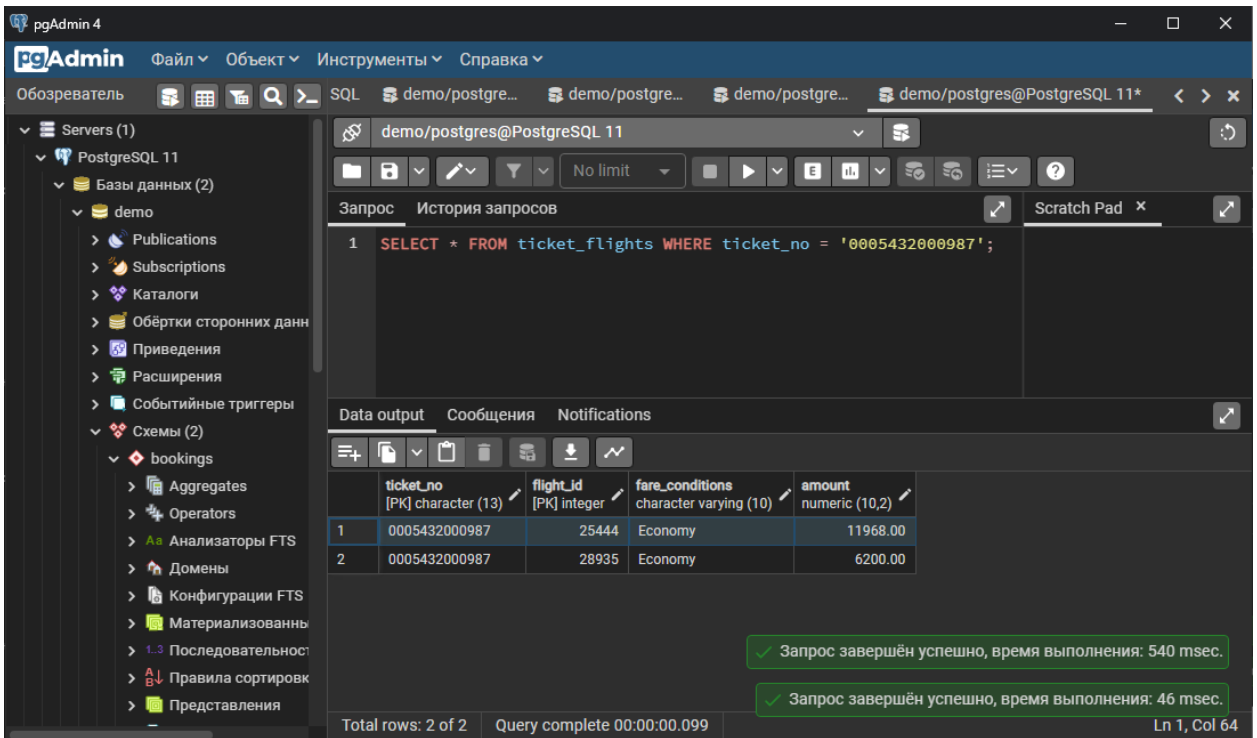 pgAdmin 4
pgAdmin Файл Объект Инструменты Справка
Обозреватель
SQL demo/postgre... demo/postgre... demo/postgre... demo/postgres@PostgreSQL 11*
Servers (1)
PostgreSQL 11
Базы данных (2)
demo
Publications
Subscriptions
Каталоги
Обёртки сторонних данн
Приведения
Расширения
Событийные триггеры
Схемы (2)
bookings
Aggregates
Operators
Aa Анализаторы FTS
Домены
Конфигурации FTS
Материализованны
1..3 Последовательност
Правила сортировк
Представления
demo/postgres@PostgreSQL 11
No limit E
Запрос История запросов
Scratch Pad
1 SELECT * FROM ticket_flights WHERE ticket_no = '0005432000987';
Data output Сообщения Notifications
ticket_no flight_id fare_conditions amount
[PK] character (13) [PK] integer character varying (10) numeric (10,2)
1 0005432000987 25444 Economy 11968.00
2 0005432000987 28935 Economy 6200.00
Запрос завершён успешно, время выполнения: 540 msec.
Запрос завершён успешно, время выполнения: 46 msec.
Total rows: 2 of 2 Query complete 00:00:00.099 Ln 1, Col 64